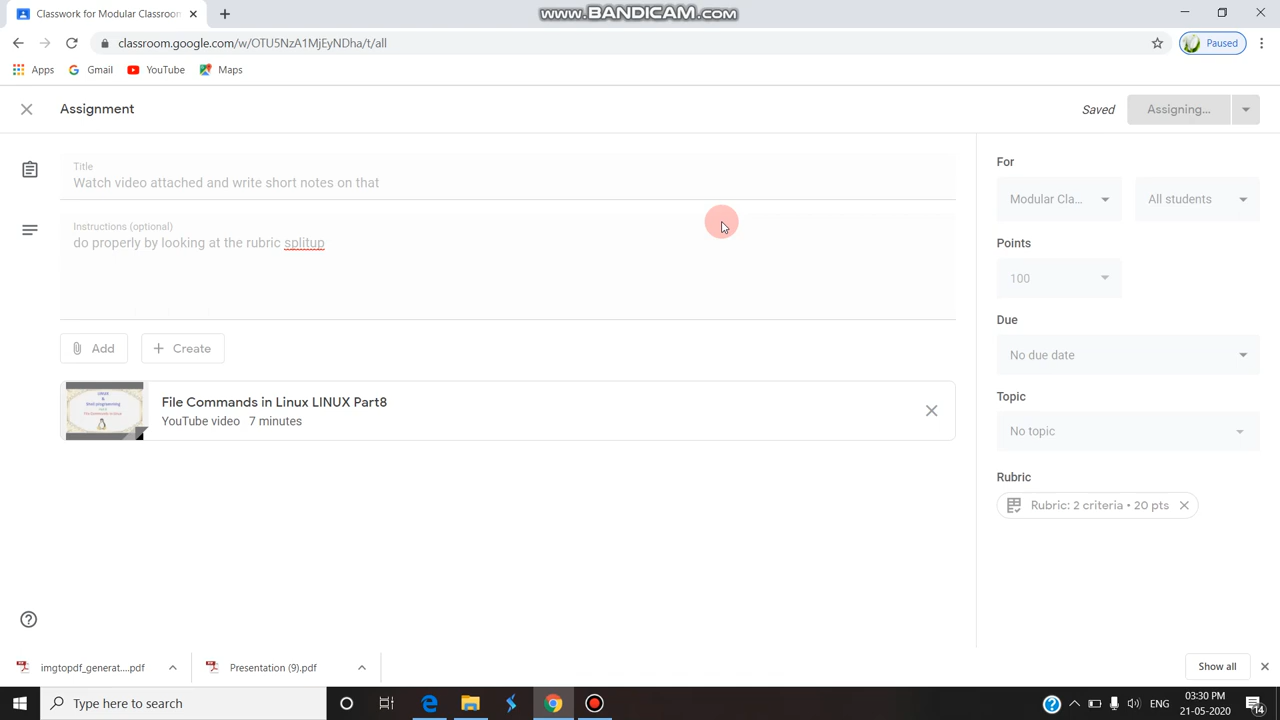 www.BANDICAM.com
Classwork for Modular Classroom
classroom.google.com/w/OTU5NzA1MjEyNDha/t/all
Paused
Apps
Gmail
YouTube
Maps
Assignment
Saved
Assigning...
Title
Watch video attached and write short notes on that
Instructions (optional)
do properly by looking at the rubric splitup
Add
Create
File Commands in Linux LINUX Part8
YouTube video 7 minutes
For
Modular Cla...
All students
Points
100
Due
No due date
Topic
No topic
Rubric
Rubric: 2 criteria • 20 pts
imgtopdf_generat....pdf
Presentation (9).pdf
Show all
Type here to search
ENG
03:30 PM
21-05-2020
14